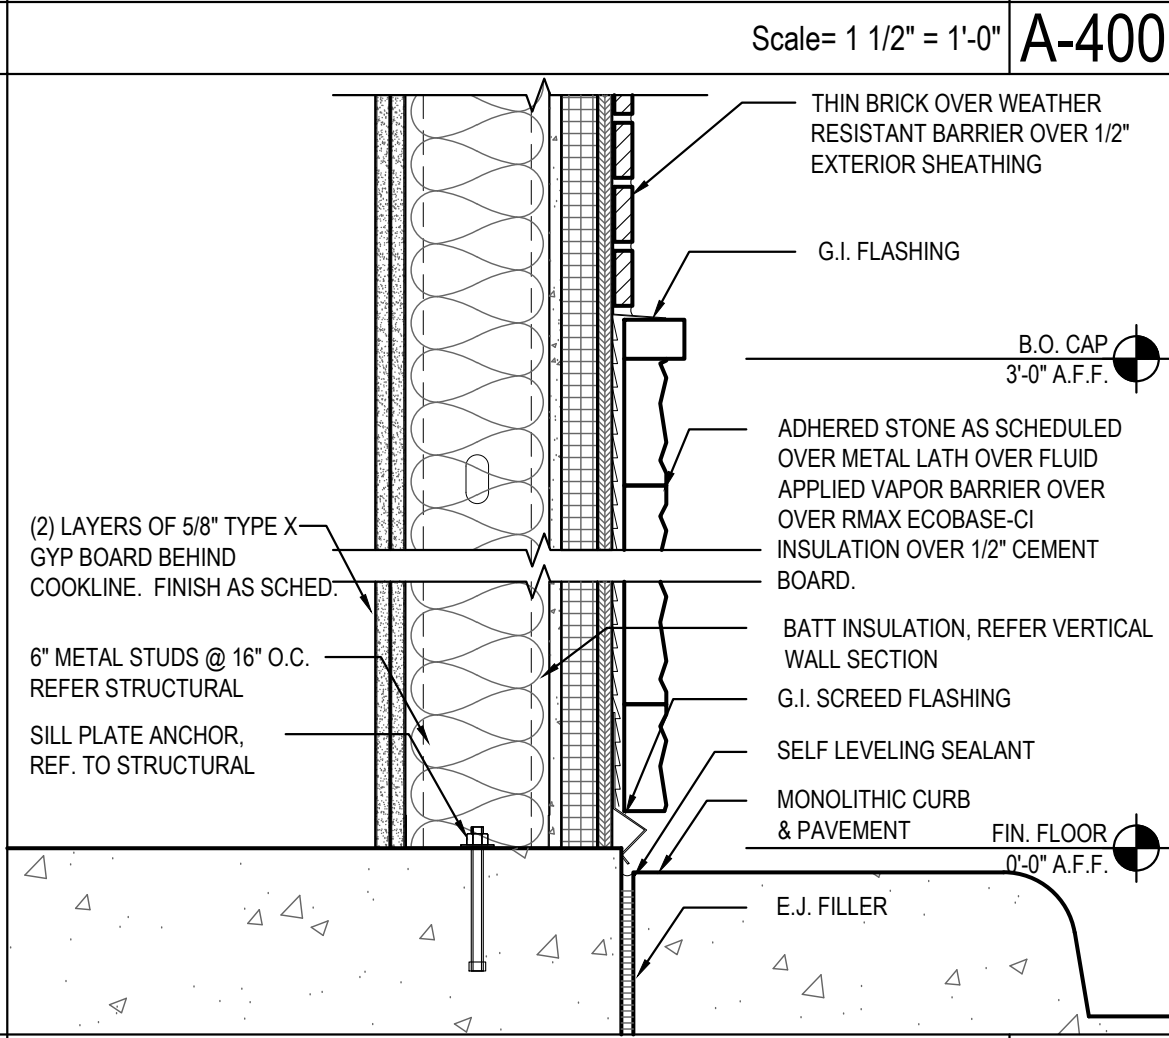 Scale= 1 1/2" = 1'-0"
A-400
THIN BRICK OVER WEATHER
RESISTANT BARRIER OVER 1/2"
EXTERIOR SHEATHING
G.I. FLASHING
B.O. CAP
3'-0" A.F.F.
ADHERED STONE AS SCHEDULED
OVER METAL LATH OVER FLUID
APPLIED VAPOR BARRIER OVER
OVER RMAX ECOBASE-CI
INSULATION OVER 1/2" CEMENT
BOARD.
(2) LAYERS OF 5/8" TYPE X
GYP BOARD BEHIND
COOKLINE. FINISH AS SCHED.
6" METAL STUDS @ 16" O.C.
REFER STRUCTURAL
SILL PLATE ANCHOR,
REF. TO STRUCTURAL
BATT INSULATION, REFER VERTICAL
WALL SECTION
G.I. SCREED FLASHING
SELF LEVELING SEALANT
MONOLITHIC CURB
& PAVEMENT
FIN. FLOOR
0'-0" A.F.F.
E.J. FILLER